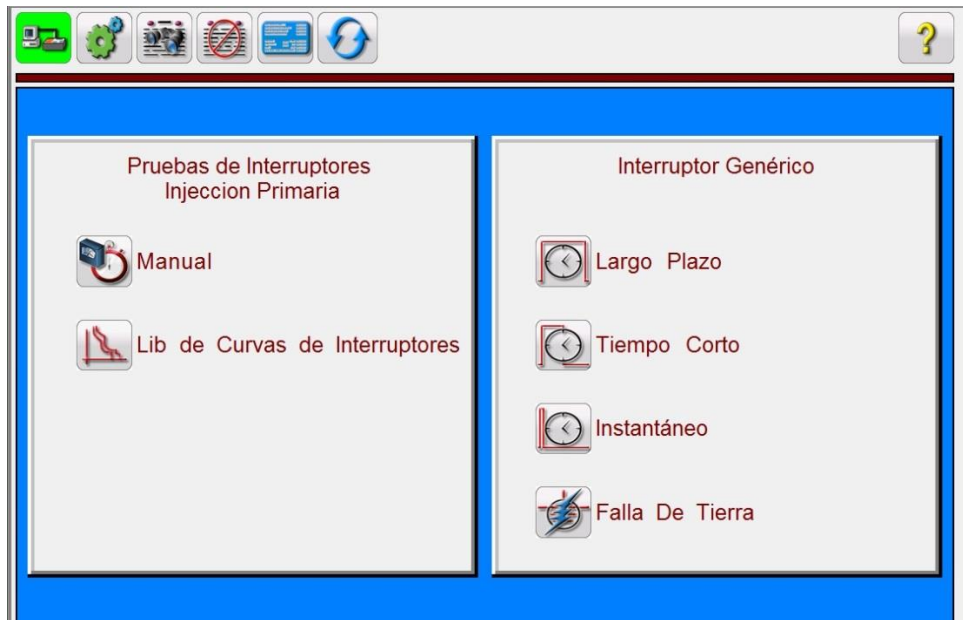 Pruebas de Interruptores
Injeccion Primaria
Manual
Lib de Curvas de Interruptores
Interruptor Genérico
Largo Plazo
Tiempo Corto
Instantáneo
Falla De Tierra